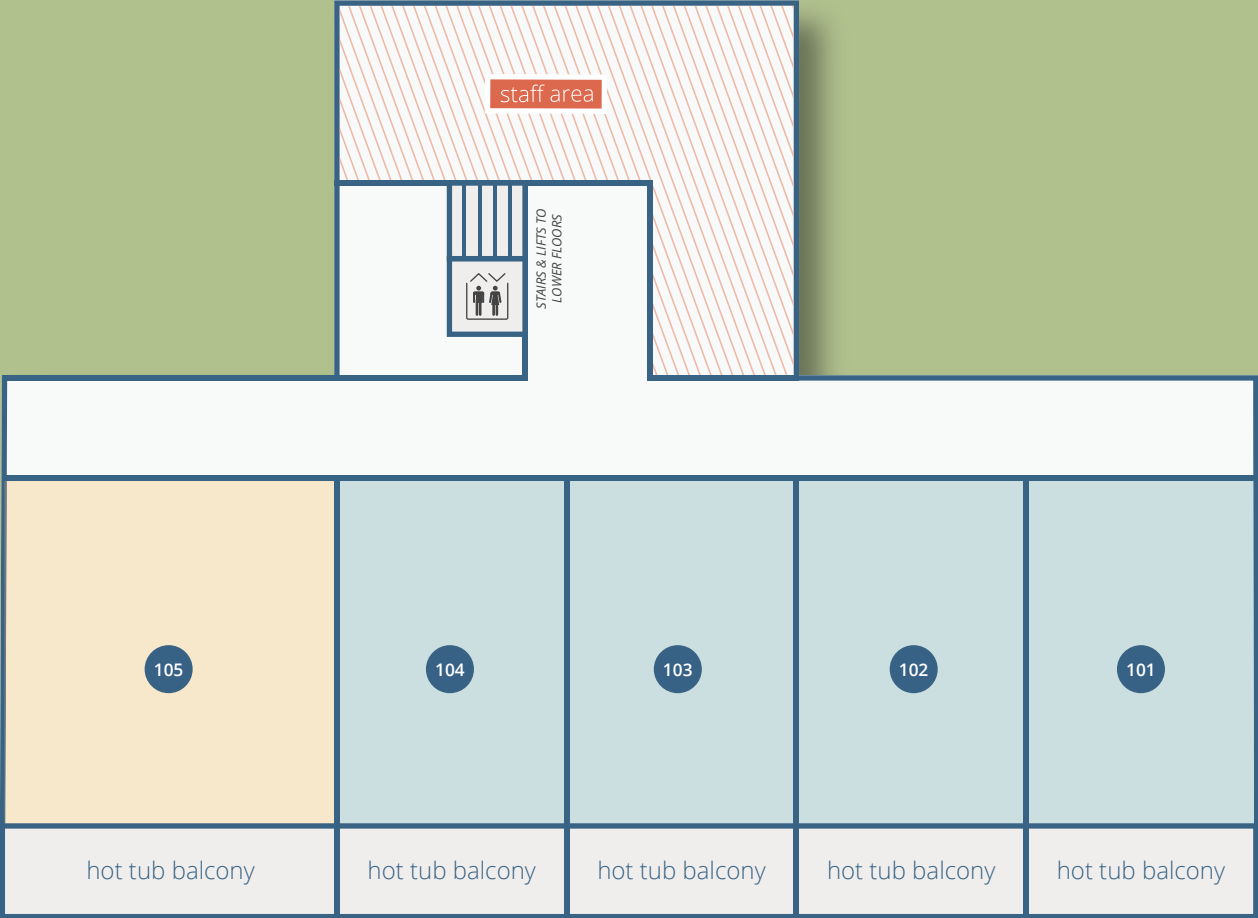 staff area
STAIRS & LIFTS TO
LOWER FLOORS
105
104
103
102
101
hot tub balcony
hot tub balcony
hot tub balcony
hot tub balcony
hot tub balcony